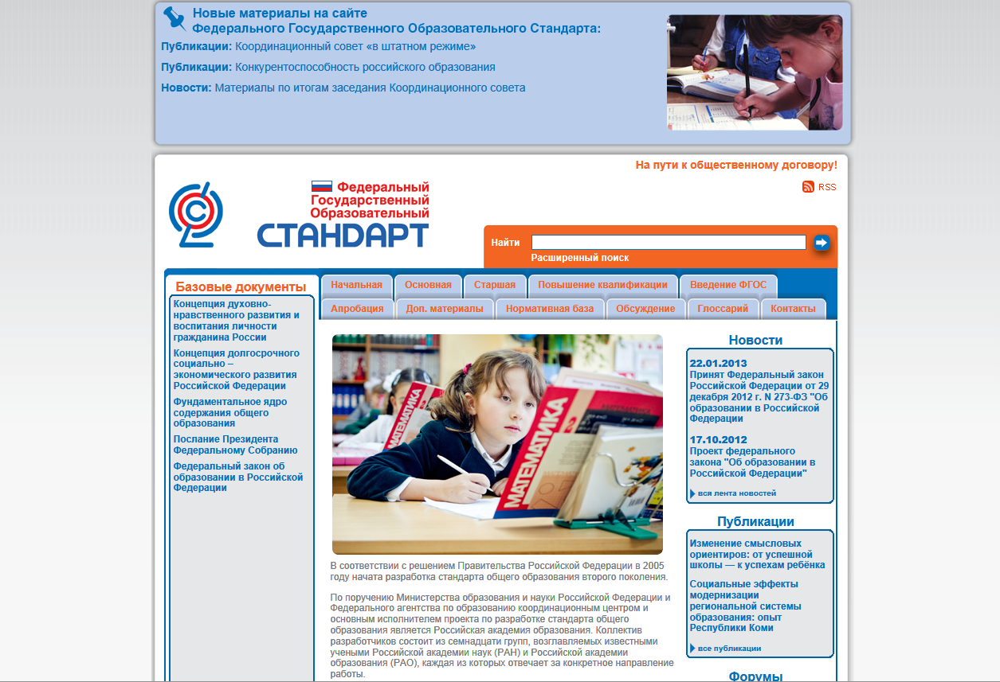 Новые материалы на сайте
Федерального Государственного Образовательного Стандарта:
Публикации: Координационный совет «в штатном режиме»
Публикации: Конкурентоспособность российского образования
Новости: Материалы по итогам заседания Координационного совета
На пути к общественному договору!
RSS
Федеральный
Государственный
Образовательный
СТАНДАРТ
Найти
Расширенный поиск
Базовые документы
Концепция духовно-
нравственного развития и
воспитания личности
гражданина России
Концепция долгосрочного
социально –
экономического развития
Российской Федерации
Фундаментальное ядро
содержания общего
образования
Послание Президента
Федеральному Собранию
Федеральный закон об
образовании в Российской
Федерации
Начальная Основная Старшая Повышение квалификации Введение ФГОС
Апробация Доп. материалы Нормативная база Обсуждение Глоссарий Контакты
МАТЕМАТИКА
МАТЕМАТИКА
МАТЕМАТИКА
В соответствии с решением Правительства Российской Федерации в 2005
году начата разработка стандарта общего образования второго поколения.
По поручению Министерства образования и науки Российской Федерации и
Федерального агентства по образованию координационным центром и
основным исполнителем проекта по разработке стандарта общего
образования является Российская академия образования. Коллектив
разработчиков состоит из семнадцати групп, возглавляемых известными
учеными Российской академии наук (РАН) и Российской академии
образования (РАО), каждая из которых отвечает за конкретное направление
работы.
Новости
22.01.2013
Принят Федеральный закон
Российской Федерации от 29
декабря 2012 г. N 273-ФЗ "Об
образовании в Российской
Федерации
17.10.2012
Проект федерального
закона "Об образовании в
Российской Федерации"
вся лента новостей
Публикации
Изменение смысловых
ориентиров: от успешной
школы — к успехам ребёнка
Социальные эффекты
модернизации
региональной системы
образования: опыт
Республики Коми
все публикации
Форумы